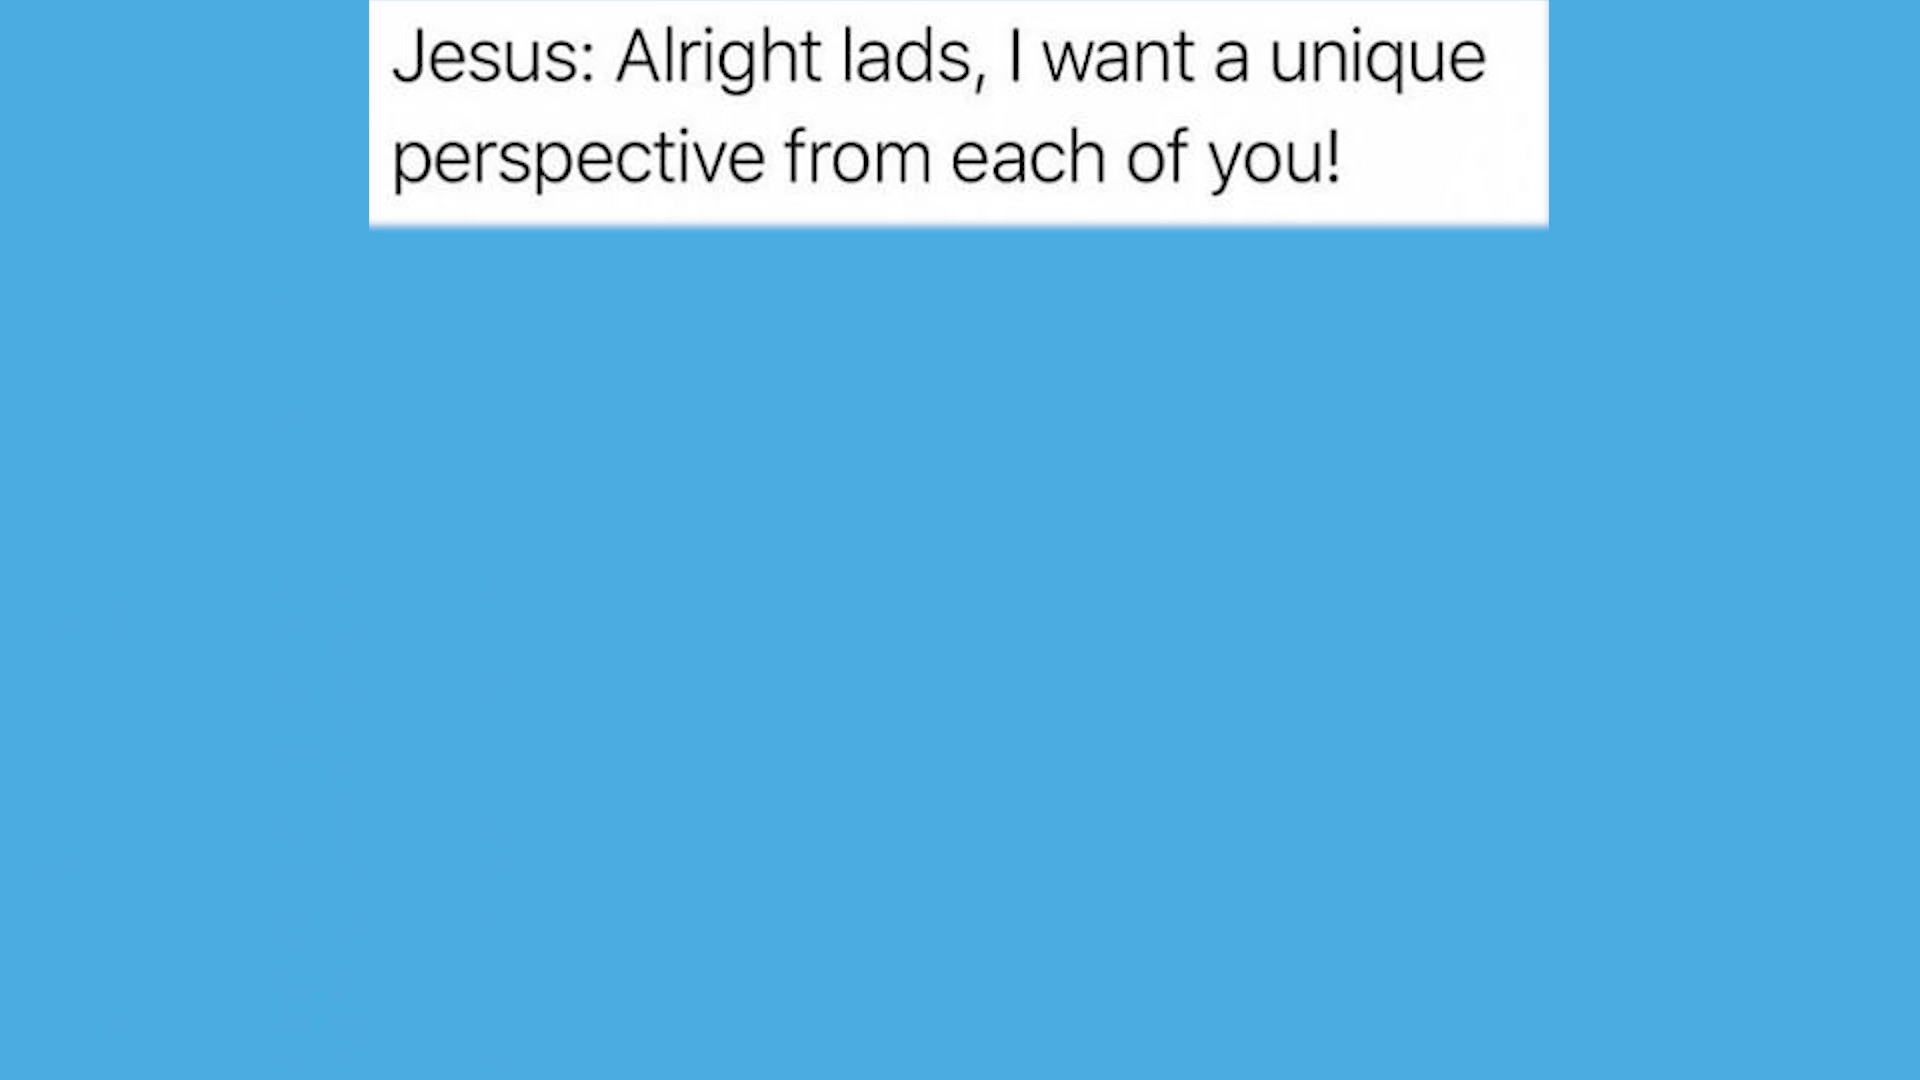 Jesus: Alright lads, I want a unique
perspective from each of you!